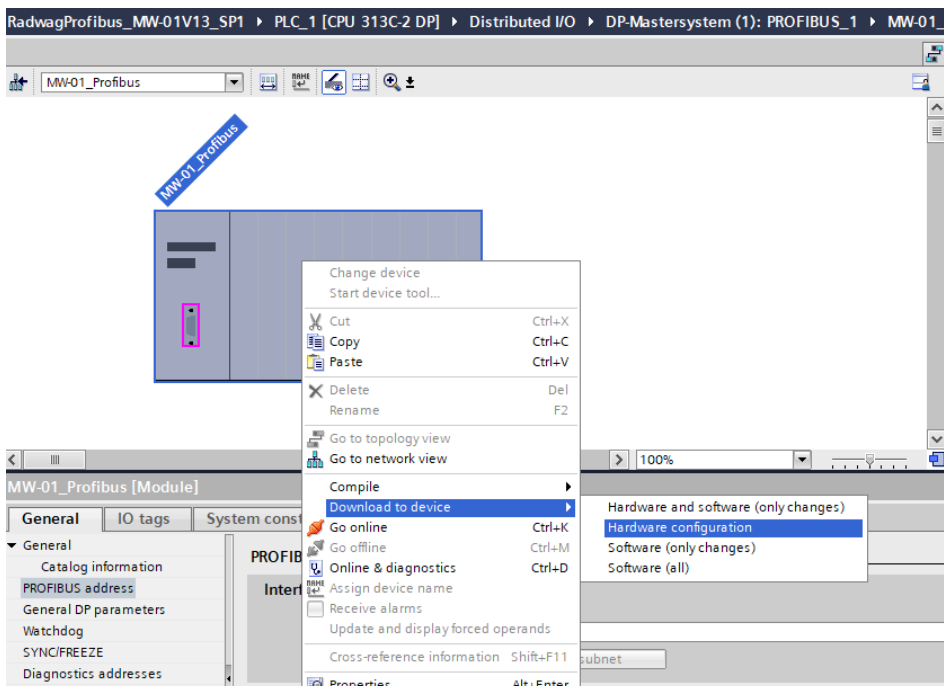 RadwagProfibus_MW-01V13_SP1 ▸ PLC_1 [CPU 313C-2 DP] ▸ Distributed I/O ▸ DP-Mastersystem (1): PROFIBUS_1 ▸ MW-01_
MW-01_Profibus
MW-01_Profibus
Change device
Start device tool...
Cut Ctrl+X
Copy Ctrl+C
Paste Ctrl+V
Delete Del
Rename F2
Go to topology view
Go to network view
100%
MW-01_Profibus [Module]
Compile
Download to device
Hardware and software (only changes)
Hardware configuration
Software (only changes)
Software (all)
General IO tags System const
Go online Ctrl+K
Go offline Ctrl+M
Online & diagnostics Ctrl+D
Assign device name
Receive alarms
Update and display forced operands
Cross-reference information Shift+F11
Properties Alt+Enter
General
Catalog information
PROFIBUS address
General DP parameters
Watchdog
SYNC/FREEZE
Diagnostics addresses
PROFIB
Interf
subnet